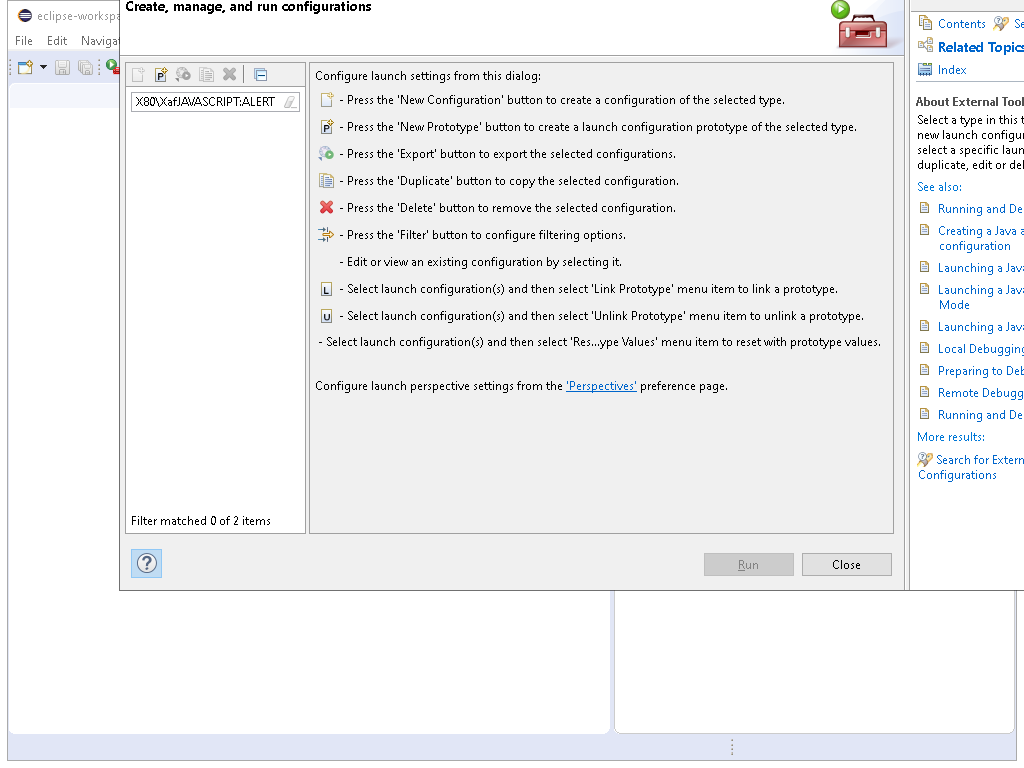 Create, manage, and run configurations
eclipse-workspa
File Edit Naviga
X80\XafJAVASCRIPT:ALERT
Filter matched 0 of 2 items
Configure launch settings from this dialog:
- Press the 'New Configuration' button to create a configuration of the selected type.
- Press the 'New Prototype' button to create a launch configuration prototype of the selected type.
- Press the 'Export' button to export the selected configurations.
- Press the 'Duplicate' button to copy the selected configuration.
- Press the 'Delete' button to remove the selected configuration.
- Press the 'Filter' button to configure filtering options.
- Edit or view an existing configuration by selecting it.
- Select launch configuration(s) and then select 'Link Prototype' menu item to link a prototype.
- Select launch configuration(s) and then select 'Unlink Prototype' menu item to unlink a prototype.
- Select launch configuration(s) and then select 'Res...ype Values' menu item to reset with prototype values.
Configure launch perspective settings from the 'Perspectives' preference page.
Run
Close
Contents Se
Related Topics
Index
About External Tool
Select a type in this t
new launch configur
select a specific laun
duplicate, edit or del
See also:
Running and De
Creating a Java a
configuration
Launching a Java
Launching a Java
Mode
Launching a Java
Local Debugging
Preparing to Deb
Remote Debugg
Running and De
More results:
Search for Extern
Configurations